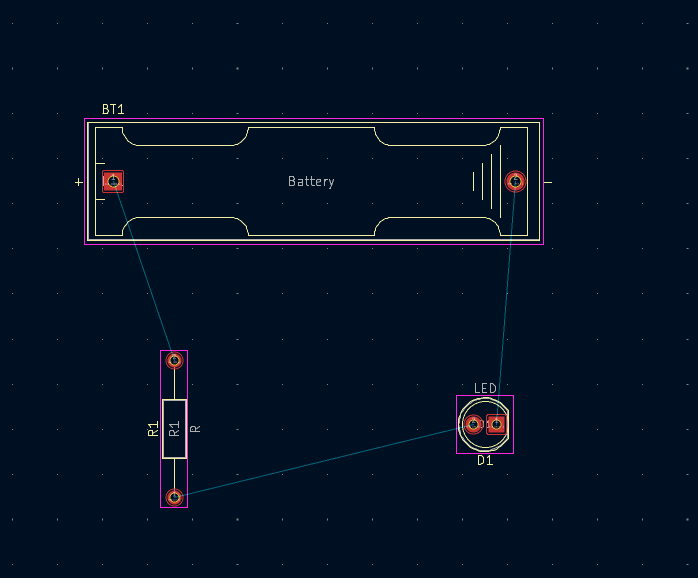 BT1
+
Battery
−
R1
R1
R
LED
D1